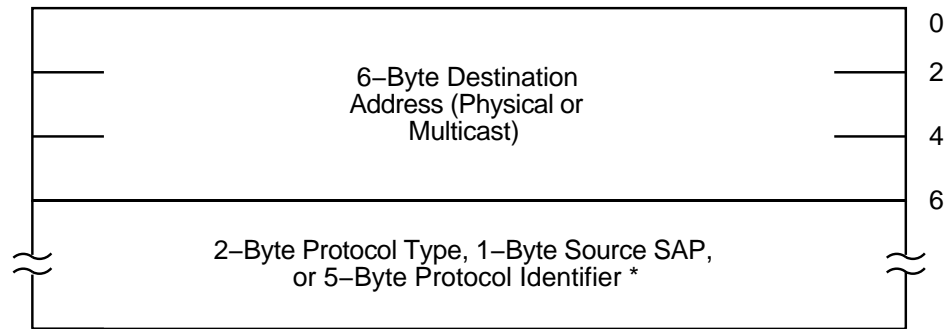 0
2
6−Byte Destination
Address (Physical or
Multicast)
4
6
2−Byte Protocol Type, 1−Byte Source SAP,
or 5−Byte Protocol Identifier *